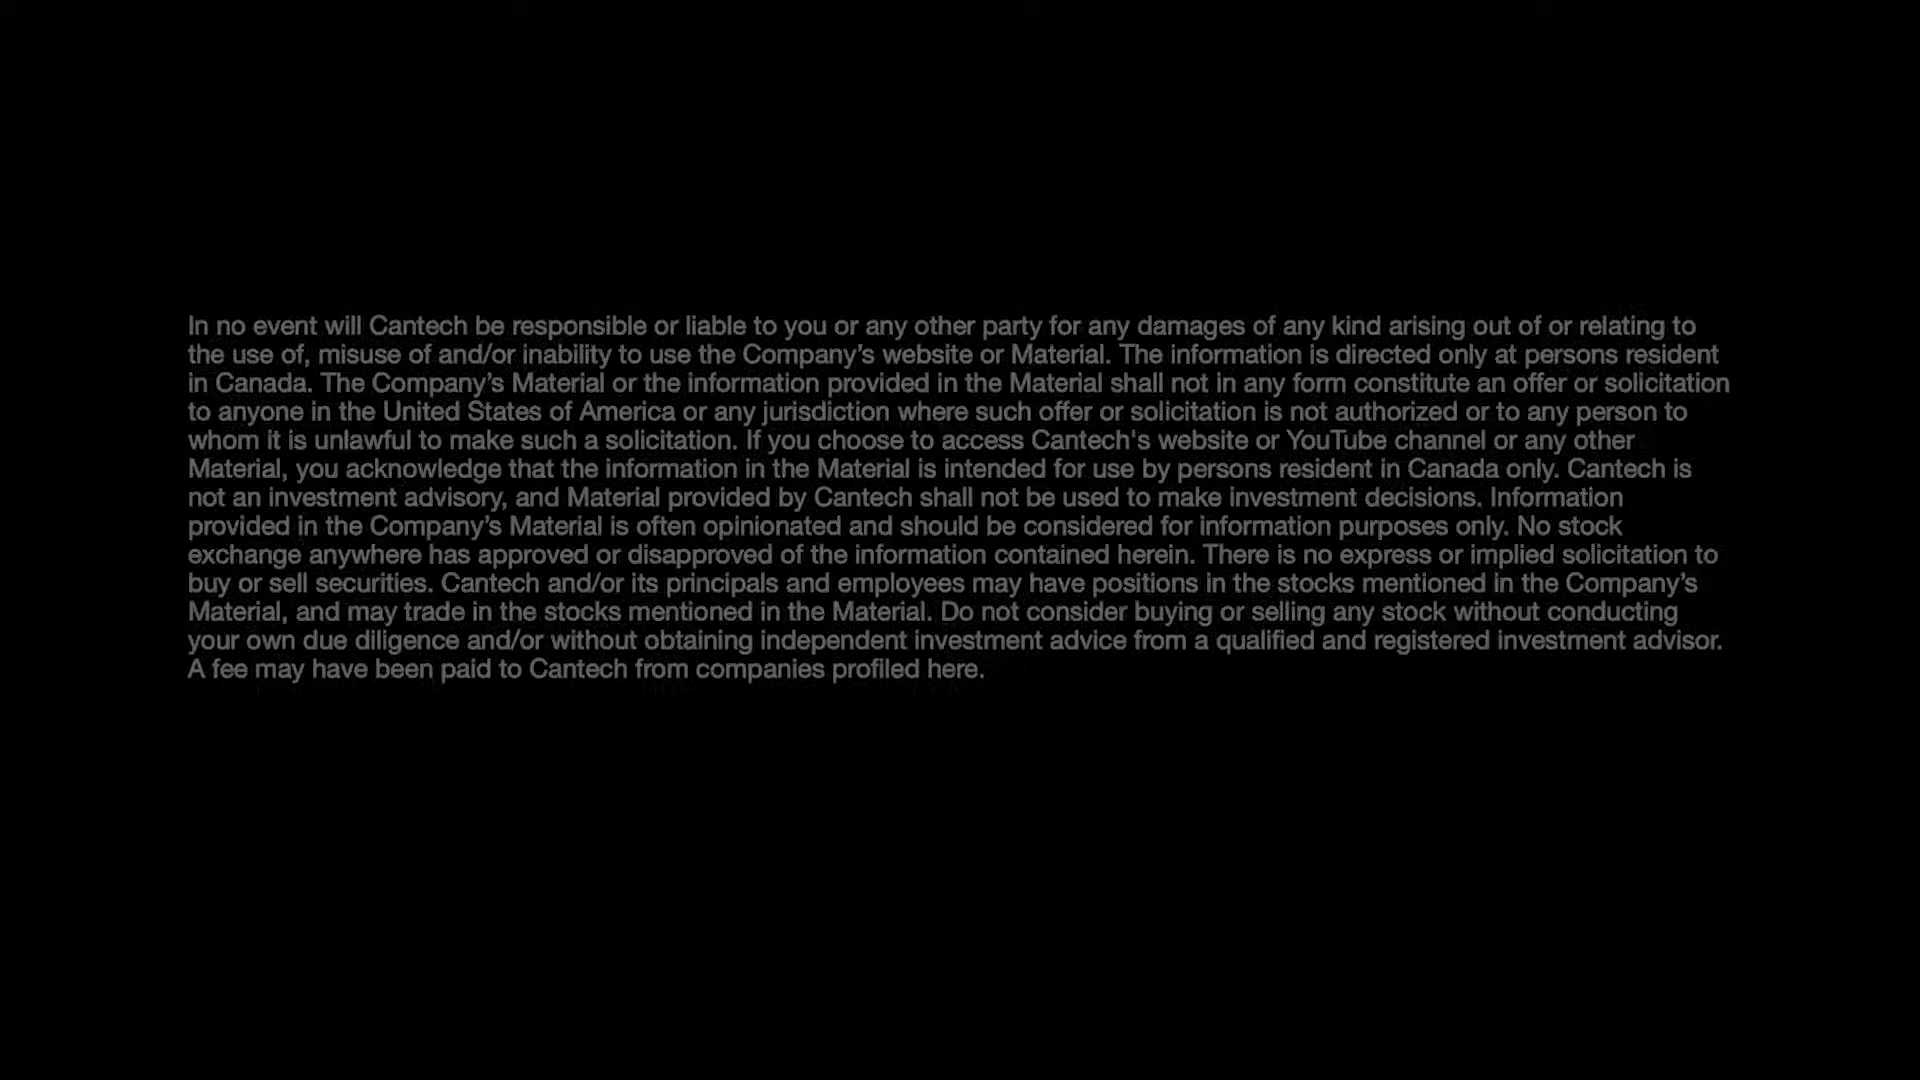 In no event will Cantech be responsible or liable to you or any other party for any damages of any kind arising out of or relating to
the use of, misuse of and/or inability to use the Company’s website or Material. The information is directed only at persons resident
in Canada. The Company’s Material or the information provided in the Material shall not in any form constitute an offer or solicitation
to anyone in the United States of America or any jurisdiction where such offer or solicitation is not authorized or to any person to
whom it is unlawful to make such a solicitation. If you choose to access Cantech's website or YouTube channel or any other
Material, you acknowledge that the information in the Material is intended for use by persons resident in Canada only. Cantech is
not an investment advisory, and Material provided by Cantech shall not be used to make investment decisions. Information
provided in the Company’s Material is often opinionated and should be considered for information purposes only. No stock
exchange anywhere has approved or disapproved of the information contained herein. There is no express or implied solicitation to
buy or sell securities. Cantech and/or its principals and employees may have positions in the stocks mentioned in the Company’s
Material, and may trade in the stocks mentioned in the Material. Do not consider buying or selling any stock without conducting
your own due diligence and/or without obtaining independent investment advice from a qualified and registered investment advisor.
A fee may have been paid to Cantech from companies profiled here.